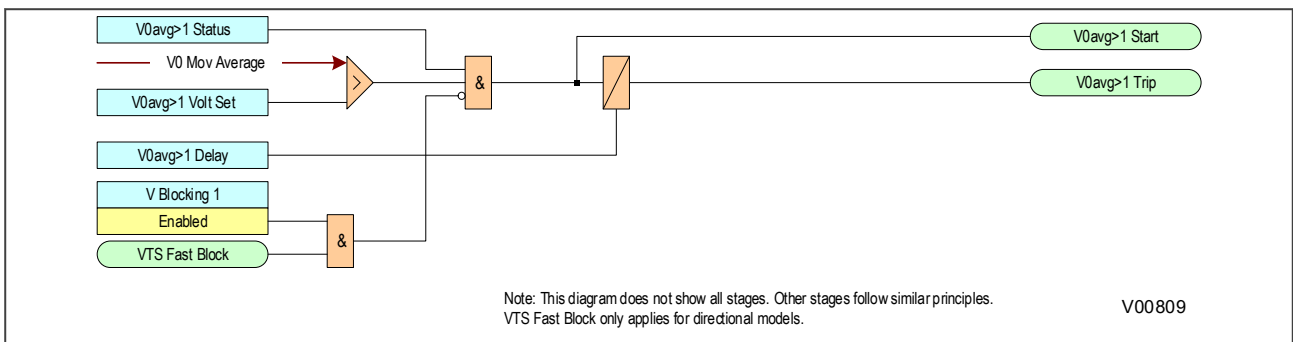 V0avg>1 Status
V0avg>1 Start
V0 Mov Average
>
&
V0avg>1 Trip
V0avg>1 Volt Set
V0avg>1 Delay
V Blocking 1
Enabled
&
VTS Fast Block
Note: This diagram does not show all stages. Other stages follow similar principles.
VTS Fast Block only applies for directional models.
V00809